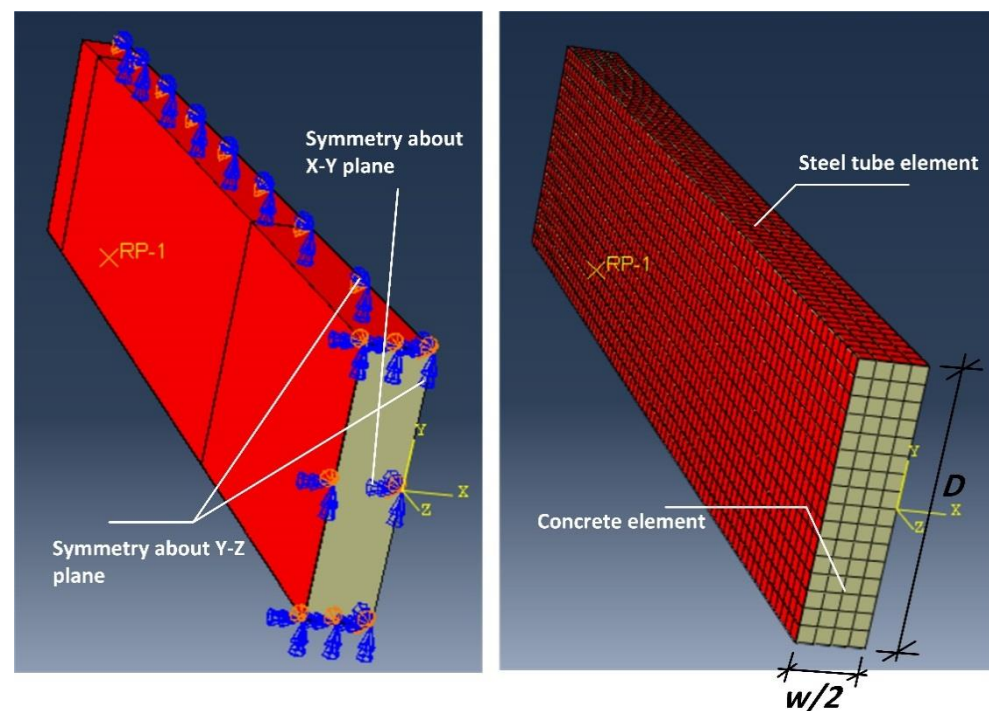 Symmetry about
X-Y plane
RP-1
Y
X
Z
Symmetry about Y-Z
plane
Steel tube element
RP-1
Concrete element
Y
X
Z
D
w/2